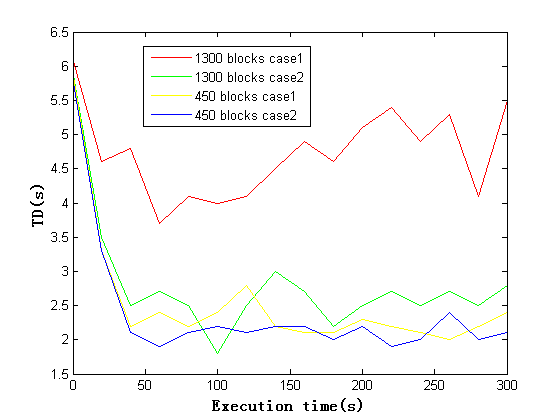 1300 blocks case1
1300 blocks case2
450 blocks case1
450 blocks case2
6.5
6
5.5
5
4.5
4
3.5
3
2.5
2
1.5
TD(s)
0 50 100 150 200 250 300
Execution time(s)